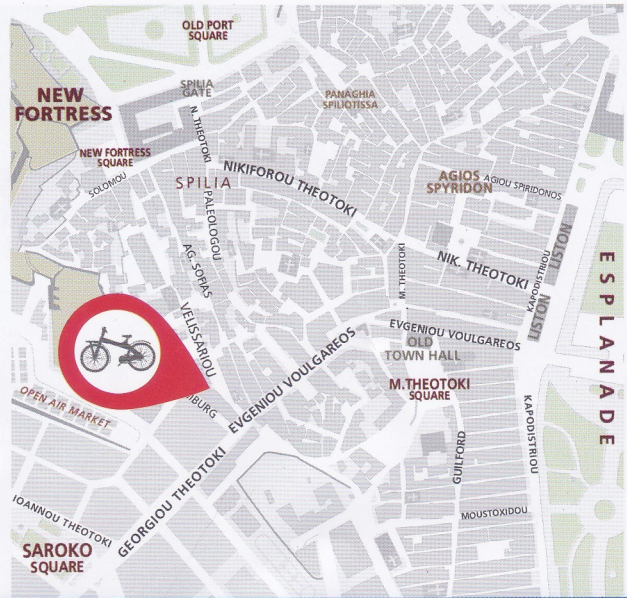 OLD PORT
SQUARE
SPILIA
GATE
NEW
FORTRESS
PANAGHIA
SPILIOTISSA
N. THEOTOKI
NEW FORTRESS
SQUARE
SOLOMOU
SPILIA
NIKIFOROU THEOTOKI
AGIOS
SPYRIDON
AGIOU SPIRIDONOS
PALEOLOGOU
AG. SOFIAS
M. THEOTOKI
NIK. THEOTOKI
KAPODISTRIOU
LISTON
LISTON
ESPLANADE
VELISSARIOU
EVGENIOU VOULGAREOS
EVGENIOU VOULGAREOS
OLD
TOWN HALL
M.THEOTOKI
SQUARE
OPEN AIR MARKET
KAPODISTRIOU
GUILFORD
GEORGIOU THEOTOKI
IOANNOU THEOTOKI
MOUSTOXIDOU
SAROKO
SQUARE